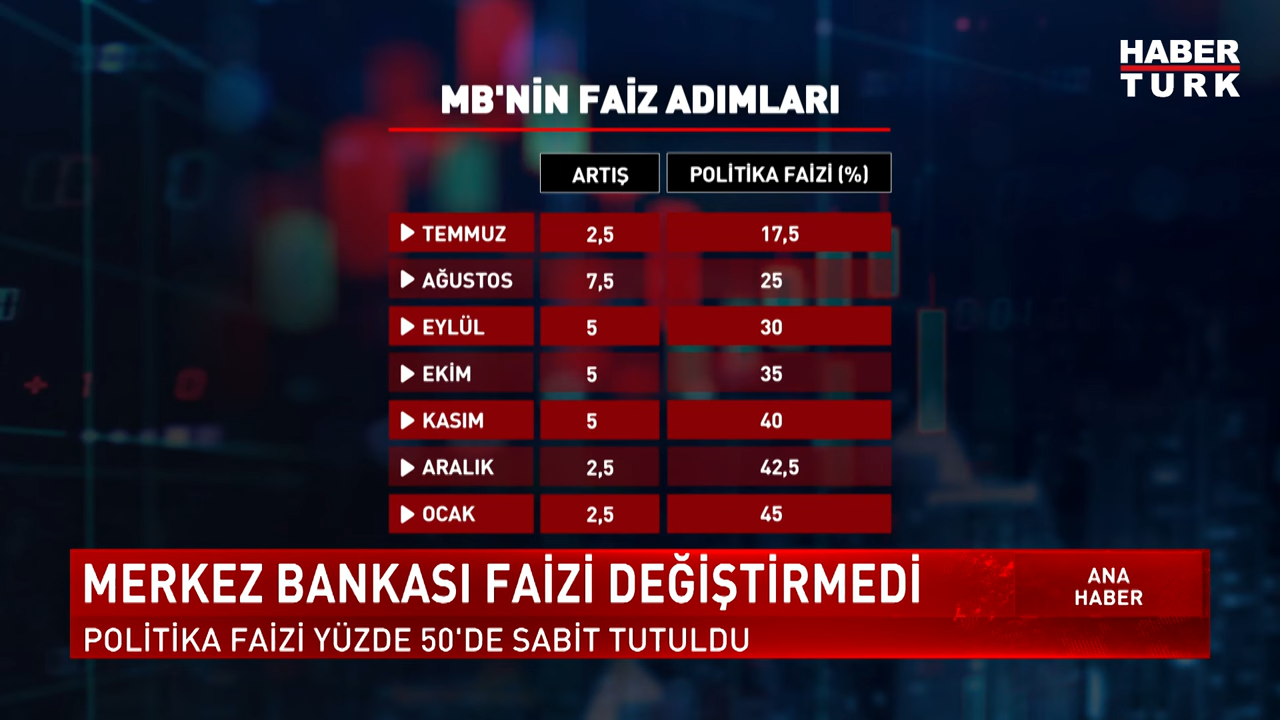 HABER
TURK
MB'NİN FAİZ ADIMLARI
ARTIŞ POLİTİKA FAİZİ (%)
TEMMUZ 2,5 17,5
AĞUSTOS 7,5 25
EYLÜL 5 30
EKİM 5 35
KASIM 5 40
ARALIK 2,5 42,5
OCAK 2,5 45
MERKEZ BANKASI FAİZİ DEĞİŞTİRMEDİ
POLİTİKA FAİZİ YÜZDE 50'DE SABİT TUTULDU
ANA
HABER